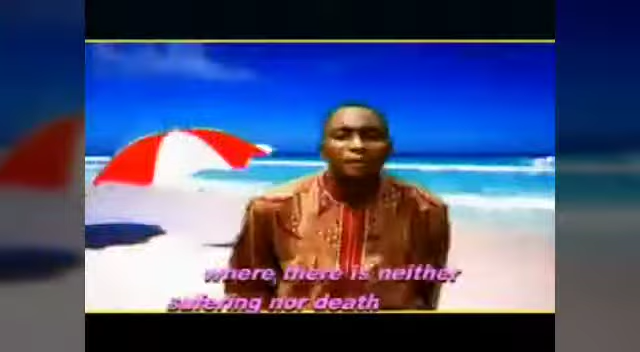 where, there is neither
sufering nor death